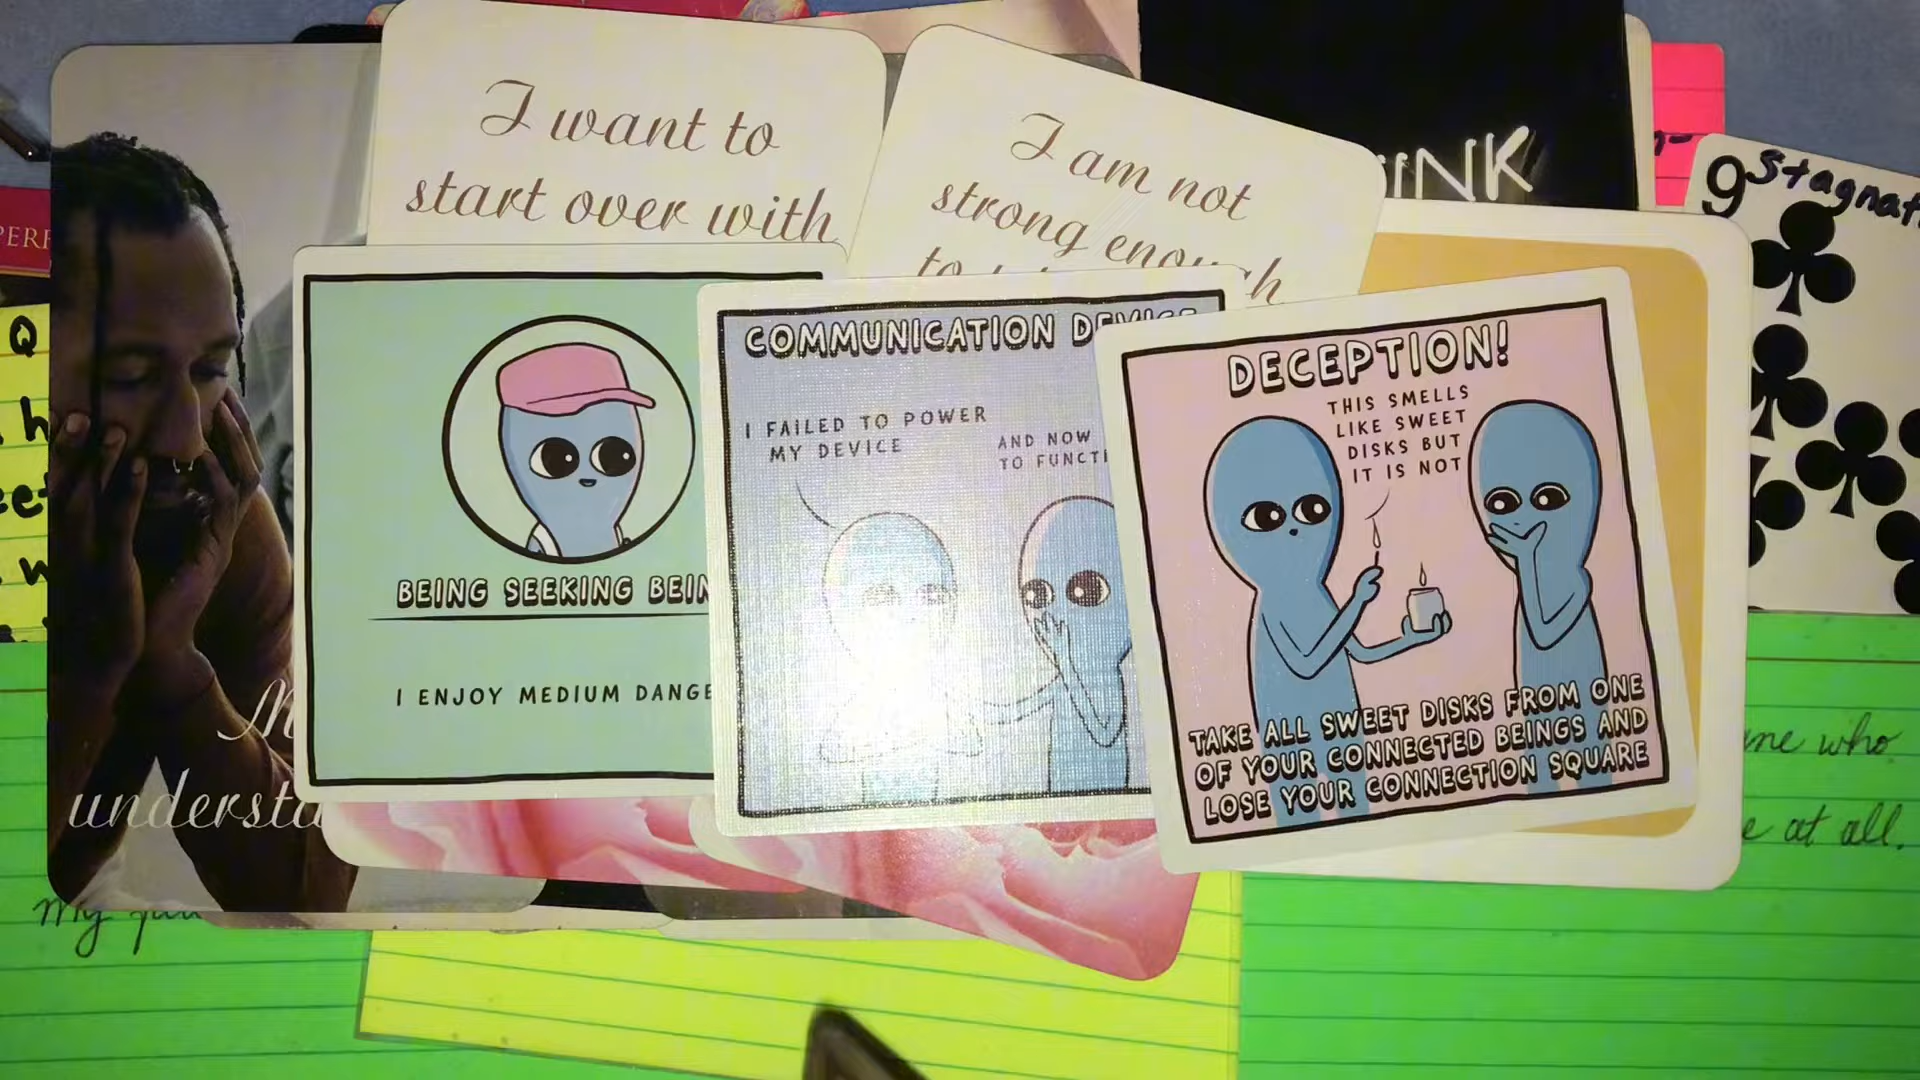 I want to
start over with
I am not
strong enough
9 Stagnat
Q
BEING SEEKING BEIN
I ENJOY MEDIUM DANGE
COMMUNICATION DEVICE
I FAILED TO POWER
MY DEVICE
AND NOW
TO FUNCTI
DECEPTION!
THIS SMELLS
LIKE SWEET
DISKS BUT
IT IS NOT
TAKE ALL SWEET DISKS FROM ONE
OF YOUR CONNECTED BEINGS AND
LOSE YOUR CONNECTION SQUARE
understa
who
at all.
My